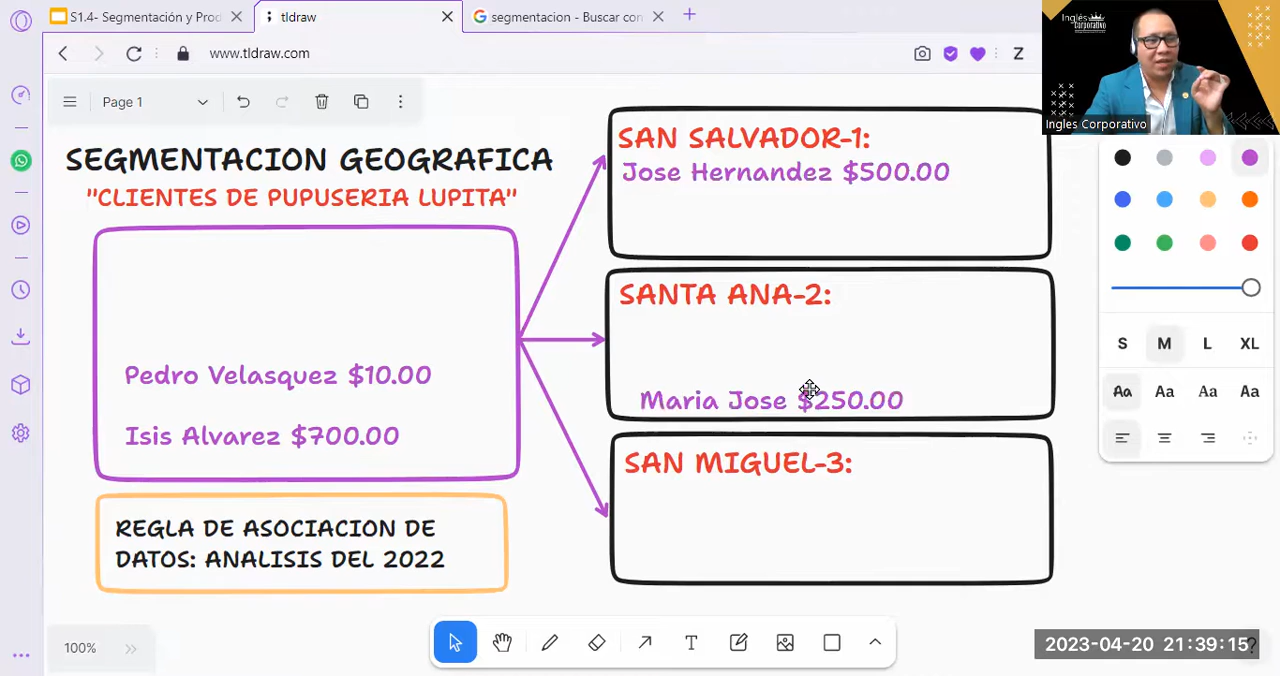 S1.4- Segmentación y Prod
tldraw
segmentacion - Buscar con
www.tldraw.com
Z
Inglés
Corporativo
Ingles Corporativo
Page 1
SEGMENTACION GEOGRAFICA
"CLIENTES DE PUPUSERIA LUPITA"
Pedro Velasquez $10.00
Isis Alvarez $700.00
REGLA DE ASOCIACION DE
DATOS: ANALISIS DEL 2022
SAN SALVADOR-1:
Jose Hernandez $500.00
SANTA ANA-2:
Maria Jose $250.00
SAN MIGUEL-3:
S M L XL
Aa Aa Aa Aa
100%
T
2023-04-20 21:39:15
?